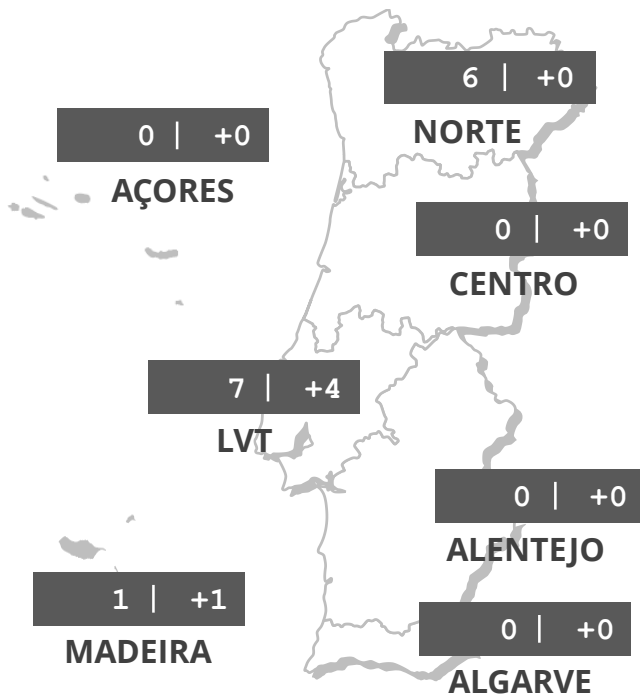 6 | +0
NORTE
0 | +0
AÇORES
0 | +0
CENTRO
7 | +4
LVT
0 | +0
ALENTEJO
1 | +1
MADEIRA
0 | +0
ALGARVE